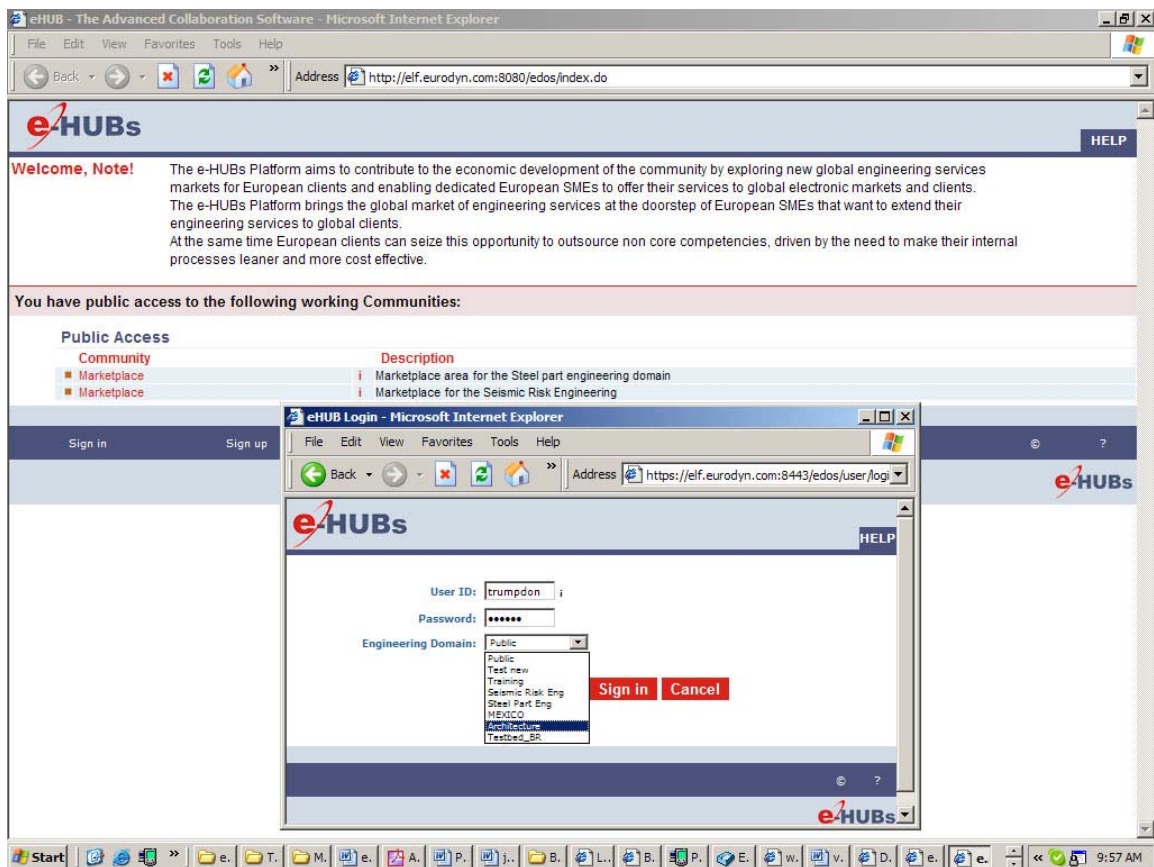 eHUB - The Advanced Collaboration Software - Microsoft Internet Explorer
File Edit View Favorites Tools Help
Back » Address http://elf.eurodyn.com:8080/edos/index.do
e-HUBs
HELP
Welcome, Note! The e-HUBs Platform aims to contribute to the economic development of the community by exploring new global engineering services
markets for European clients and enabling dedicated European SMEs to offer their services to global electronic markets and clients.
The e-HUBs Platform brings the global market of engineering services at the doorstep of European SMEs that want to extend their
engineering services to global clients.
At the same time European clients can seize this opportunity to outsource non core competencies, driven by the need to make their internal
processes leaner and more cost effective.
You have public access to the following working Communities:
Public Access
Community Description
Marketplace i Marketplace area for the Steel part engineering domain
Marketplace i Marketplace for the Seismic Risk Engineering
Sign in Sign up © ?
e-HUBs
eHUB Login - Microsoft Internet Explorer
File Edit View Favorites Tools Help
Back » Address https://elf.eurodyn.com:8443/edos/user/logi
e-HUBs
HELP
User ID: trumpdon i
Password: ••••••
Engineering Domain: Public
Public
Test new
Training
Seismic Risk Eng
Steel Part Eng
MEXICO
Architecture
Testbed_BR
Sign in Cancel
© ?
e-HUBs
Start » e. T. M. e. A. P. j.. B. L.. B. P. E. w. v. D. e. e. « 9:57 AM